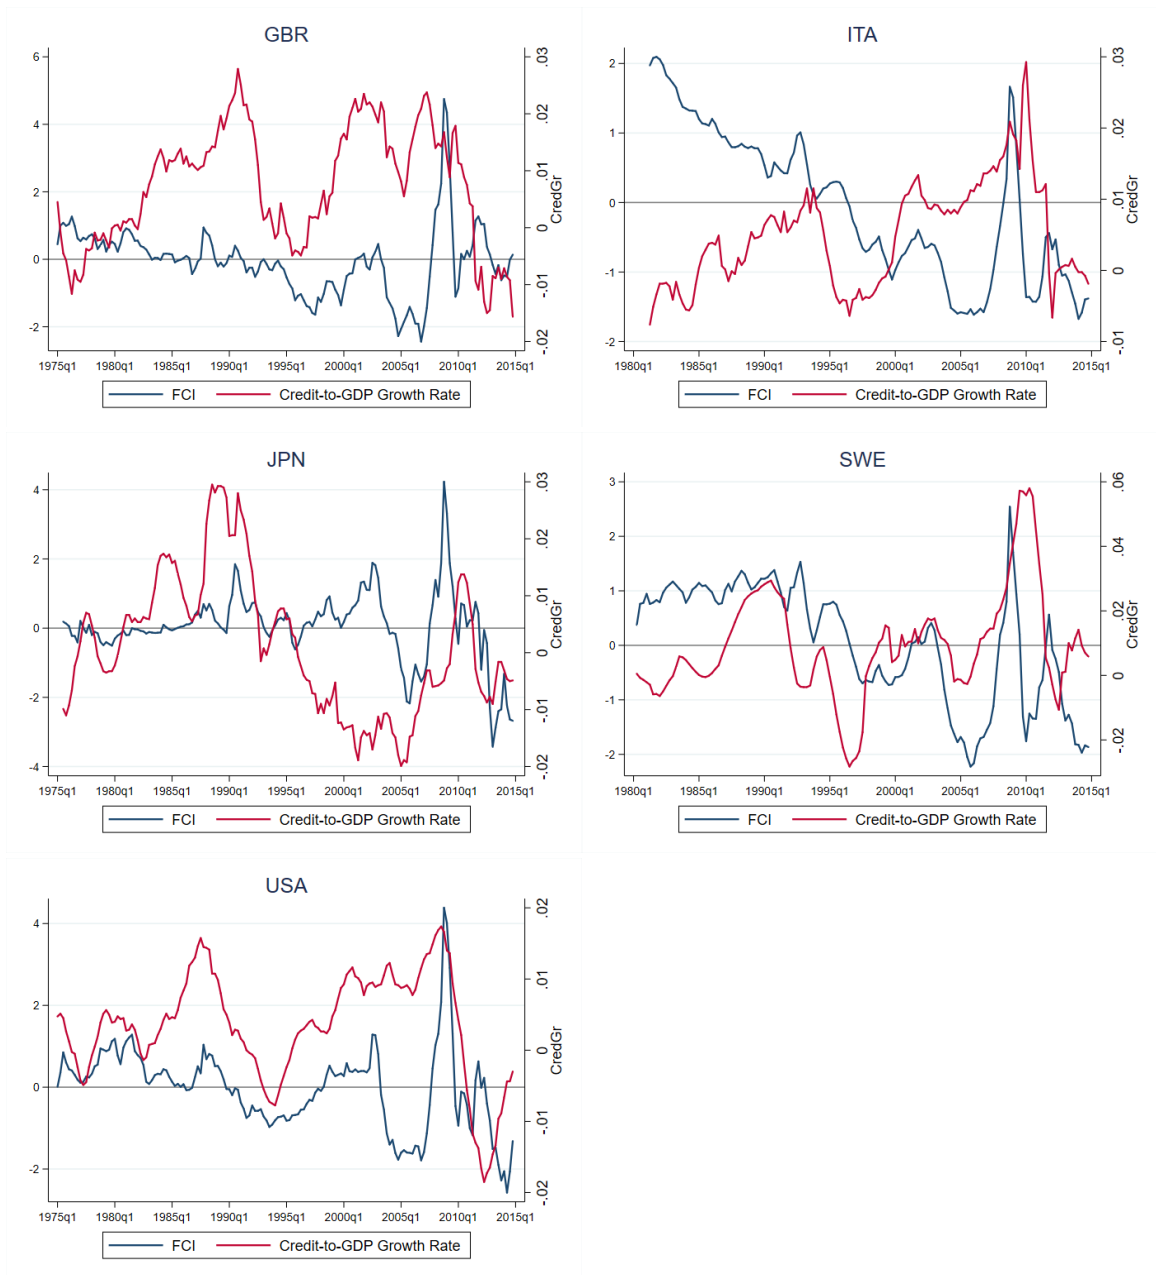 GBR
6
4
2
0
-2
.03
.02
.01
0
-.01
-.02
CredGr
1975q1 1980q1 1985q1 1990q1 1995q1 2000q1 2005q1 2010q1 2015q1
FCI Credit-to-GDP Growth Rate
ITA
2
1
0
-1
-2
.03
.02
.01
0
-.01
CredGr
1980q1 1985q1 1990q1 1995q1 2000q1 2005q1 2010q1 2015q1
FCI Credit-to-GDP Growth Rate
JPN
4
2
0
-2
-4
.03
.02
.01
0
-.01
-.02
CredGr
1975q1 1980q1 1985q1 1990q1 1995q1 2000q1 2005q1 2010q1 2015q1
FCI Credit-to-GDP Growth Rate
SWE
3
2
1
0
-1
-2
.06
.04
.02
0
-.02
CredGr
1980q1 1985q1 1990q1 1995q1 2000q1 2005q1 2010q1 2015q1
FCI Credit-to-GDP Growth Rate
USA
4
2
0
-2
.02
.01
0
-.01
-.02
CredGr
1975q1 1980q1 1985q1 1990q1 1995q1 2000q1 2005q1 2010q1 2015q1
FCI Credit-to-GDP Growth Rate